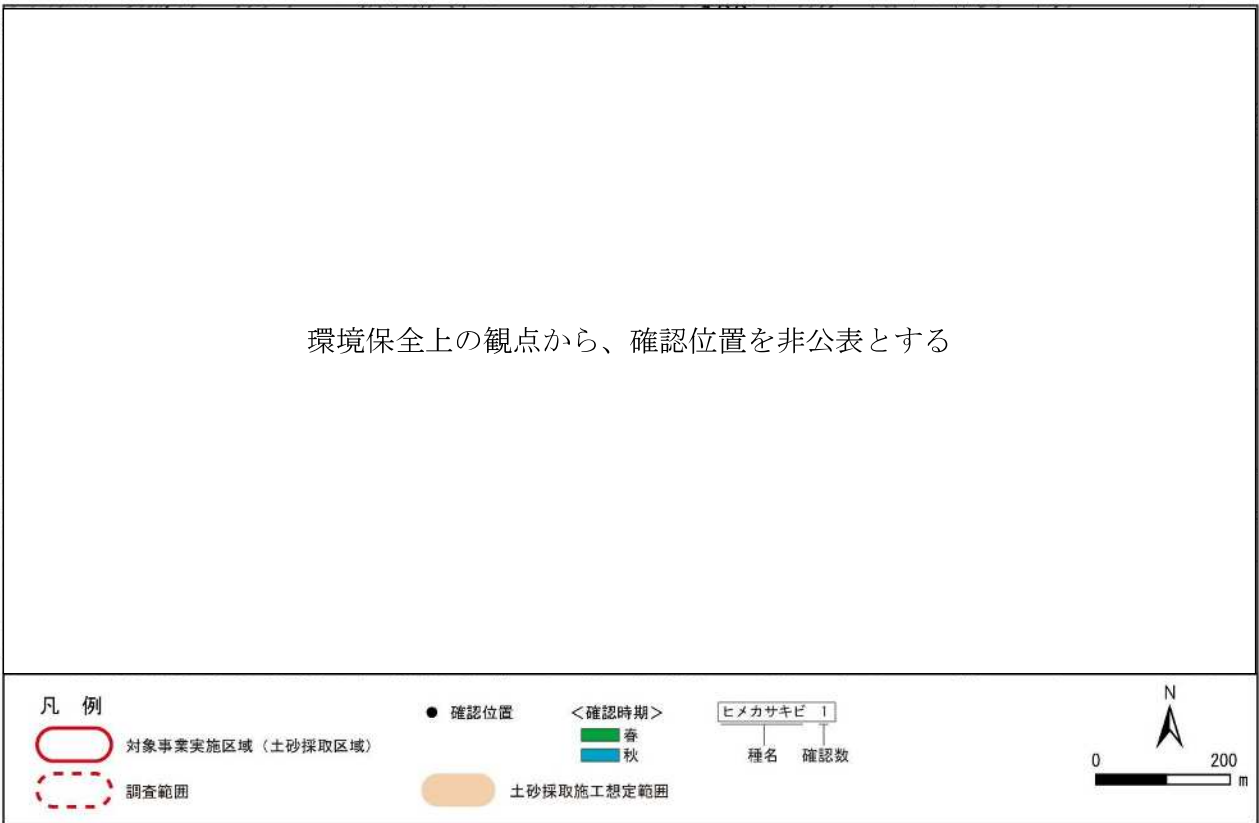 環境保全上の観点から、確認位置を非公表とする
凡 例
対象事業実施区域（土砂採取区域）
調査範囲
● 確認位置
土砂採取施工想定範囲
＜確認時期＞
春
秋
ヒメカサキビ 1
種名 確認数
N
0 200
m